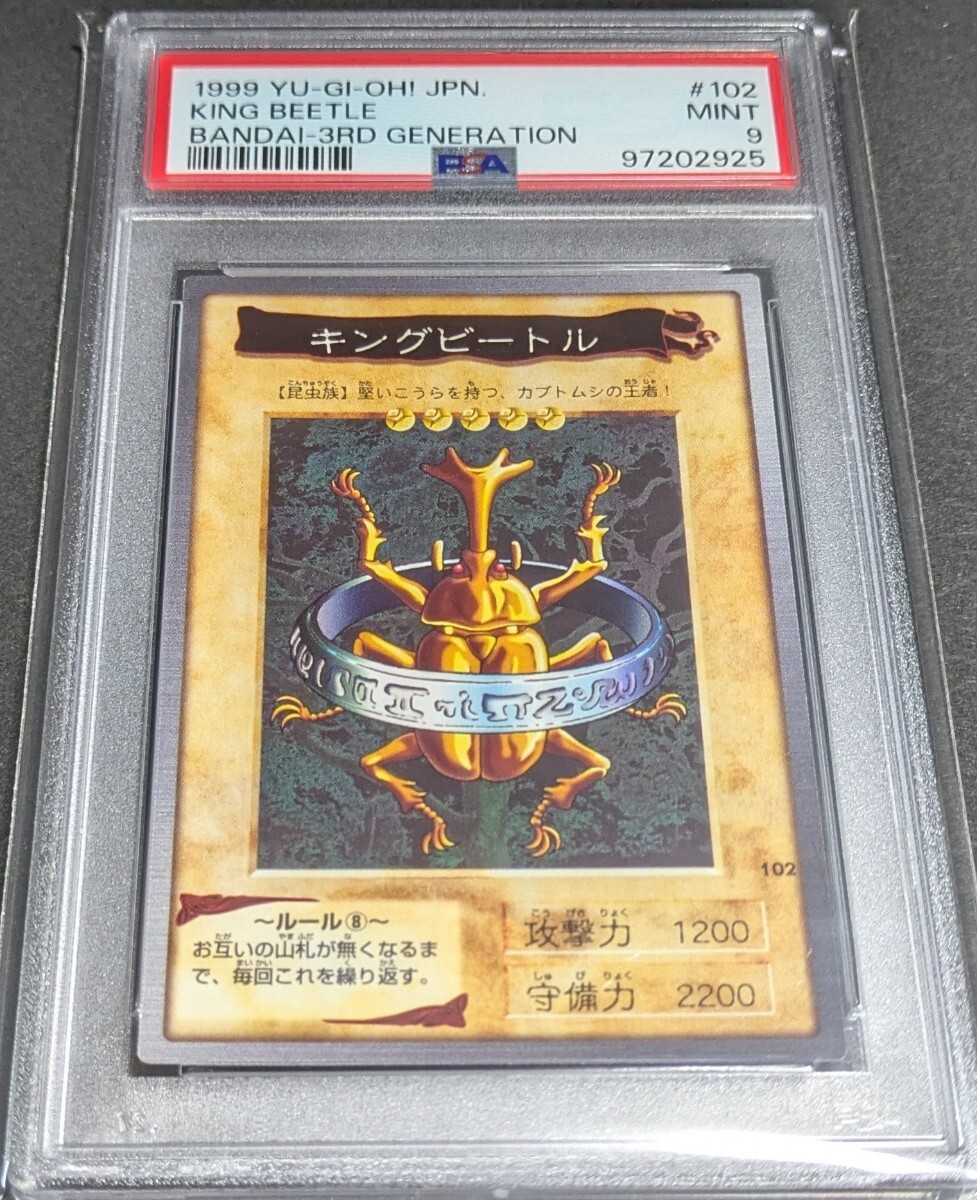 1999 YU-GI-OH! JPN. #102
KING BEETLE MINT
BANDAI-3RD GENERATION 9
PSA 97202925
キングビートル
【昆虫族】堅いこうらを持つ、カブトムシの王者！
102
～ルール⑧～
お互いの山札が無くなるま
で、毎回これを繰り返す。
攻撃力 1200
守備力 2200